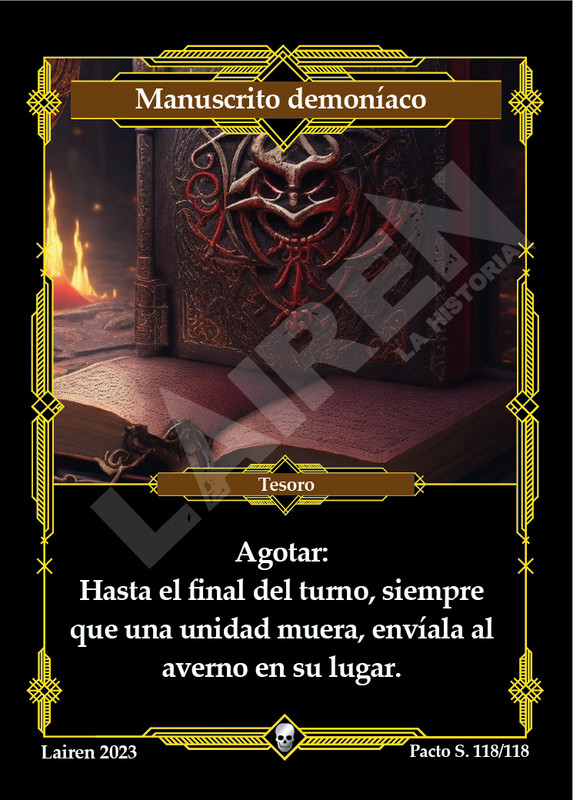 Manuscrito demoníaco
LAIREN
LA HISTORIA
Tesoro
Agotar:
Hasta el final del turno, siempre
que una unidad muera, envíala al
averno en su lugar.
Lairen 2023
Pacto S. 118/118